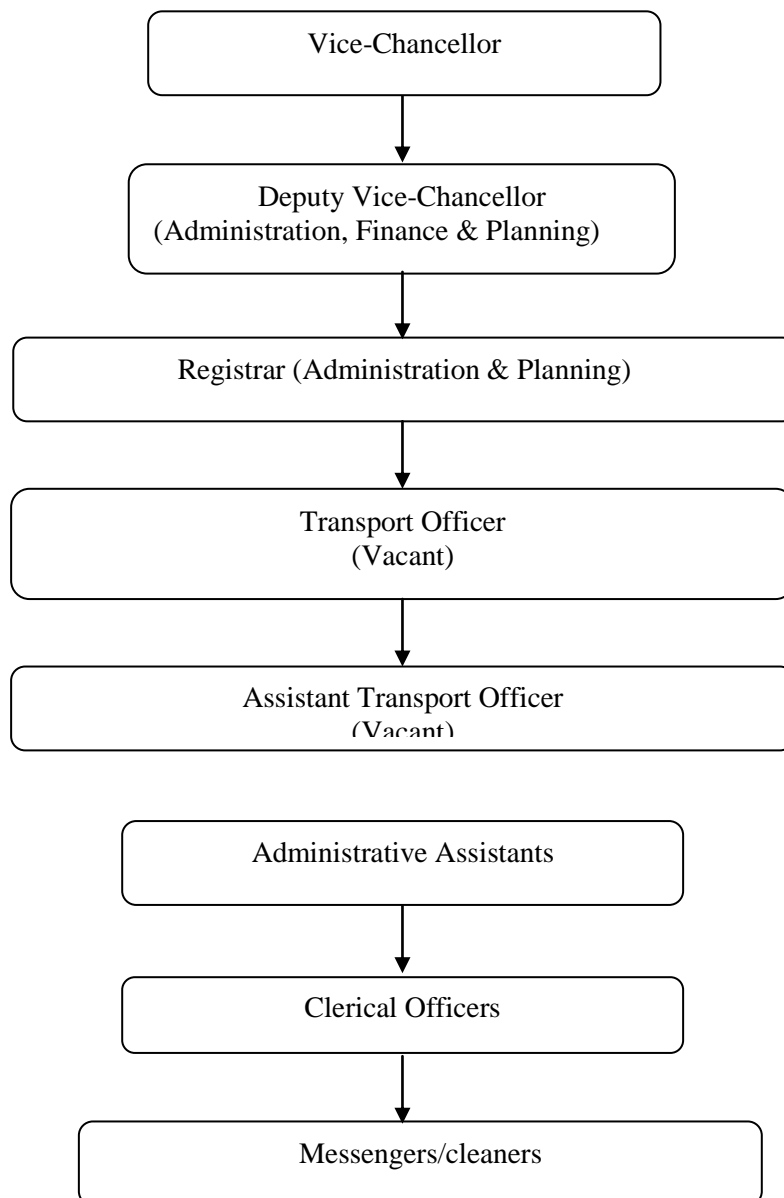 Vice-Chancellor
Deputy Vice-Chancellor
(Administration, Finance & Planning)
Registrar (Administration & Planning)
Transport Officer
(Vacant)
Assistant Transport Officer
(Vacant)
Administrative Assistants
Clerical Officers
Messengers/cleaners